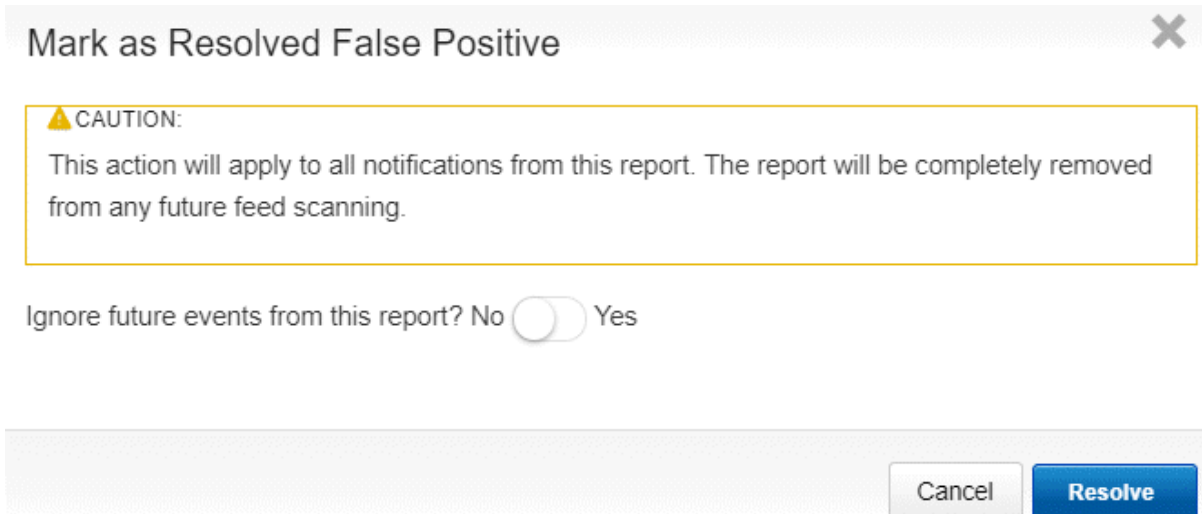 Mark as Resolved False Positive
CAUTION:
This action will apply to all notifications from this report. The report will be completely removed
from any future feed scanning.
Ignore future events from this report? No Yes
Cancel Resolve